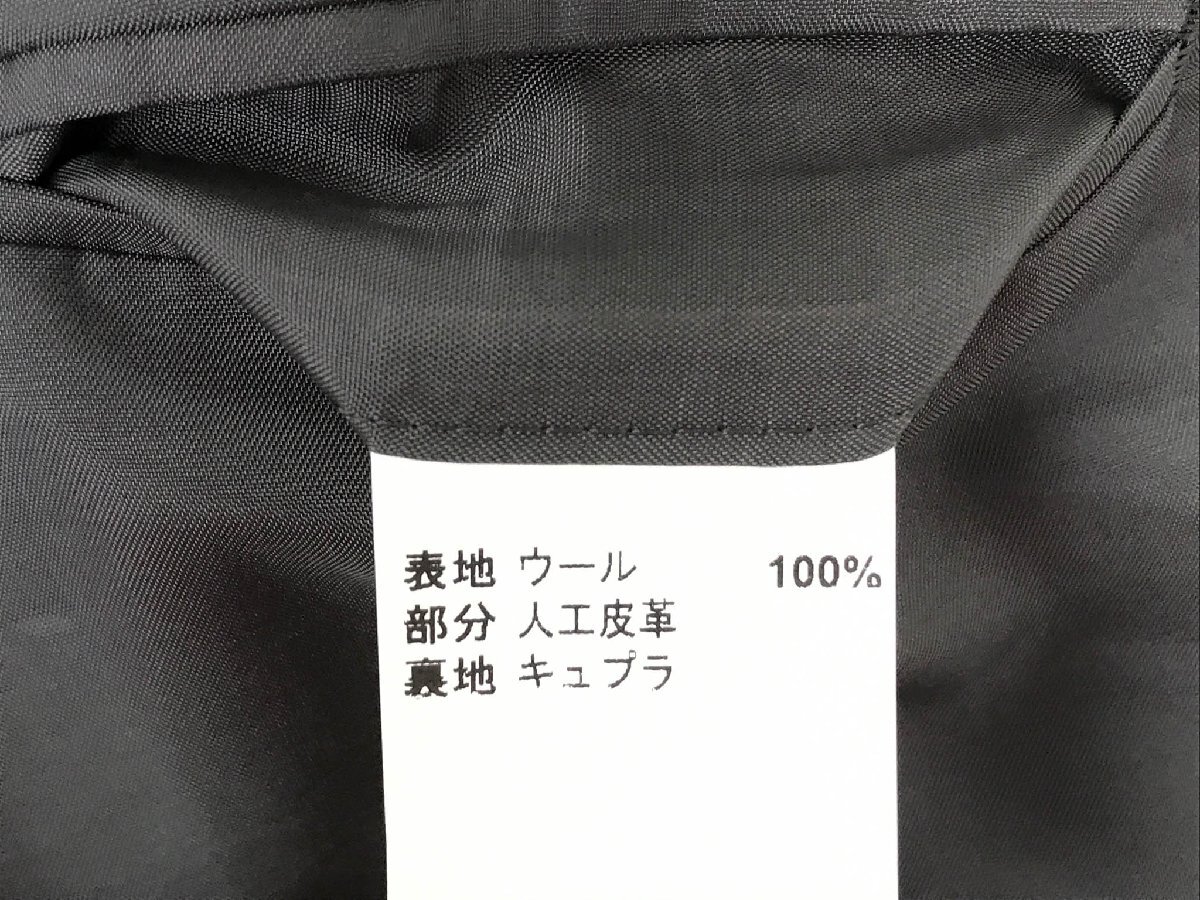 表地 ウール 100%
部分 人工皮革
裏地 キュプラ